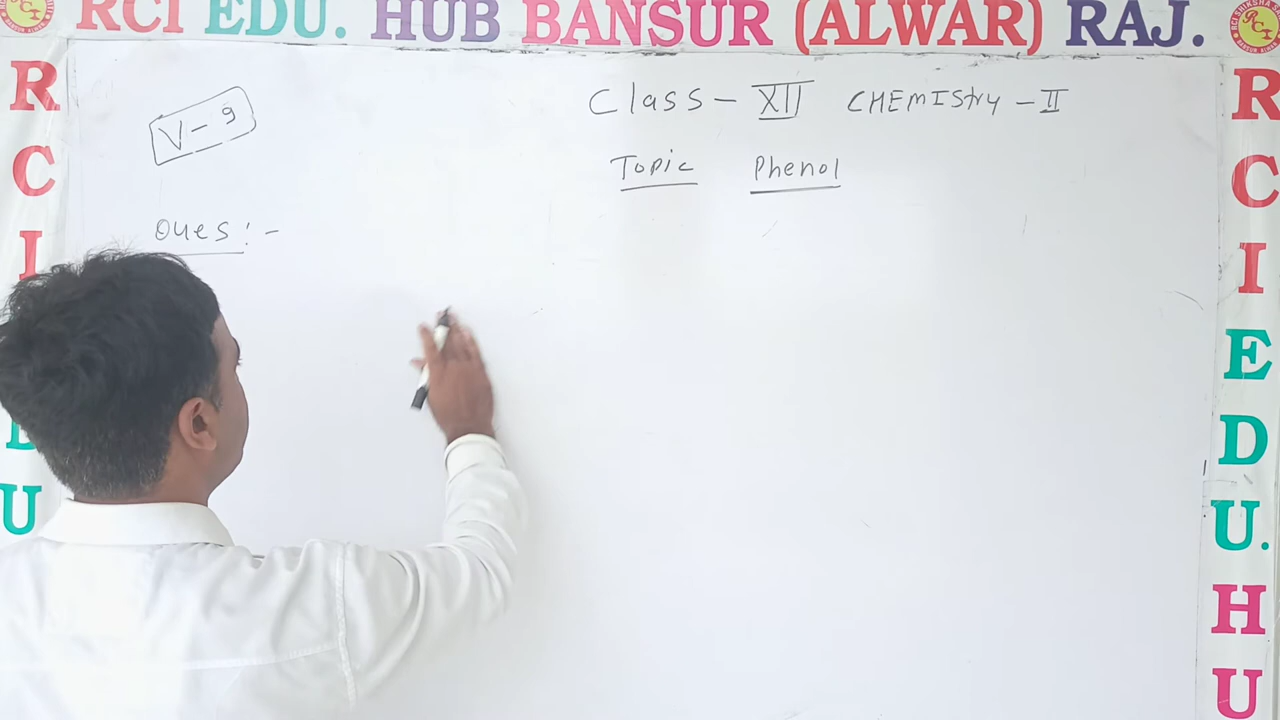 RCI EDU. HUB BANSUR (ALWAR) RAJ.
V-9
Class - XII CHEMIStry - II
Topic Phenol
Ques:-
R
C
I
D
U
R
C
I
E
D
U.
H
U